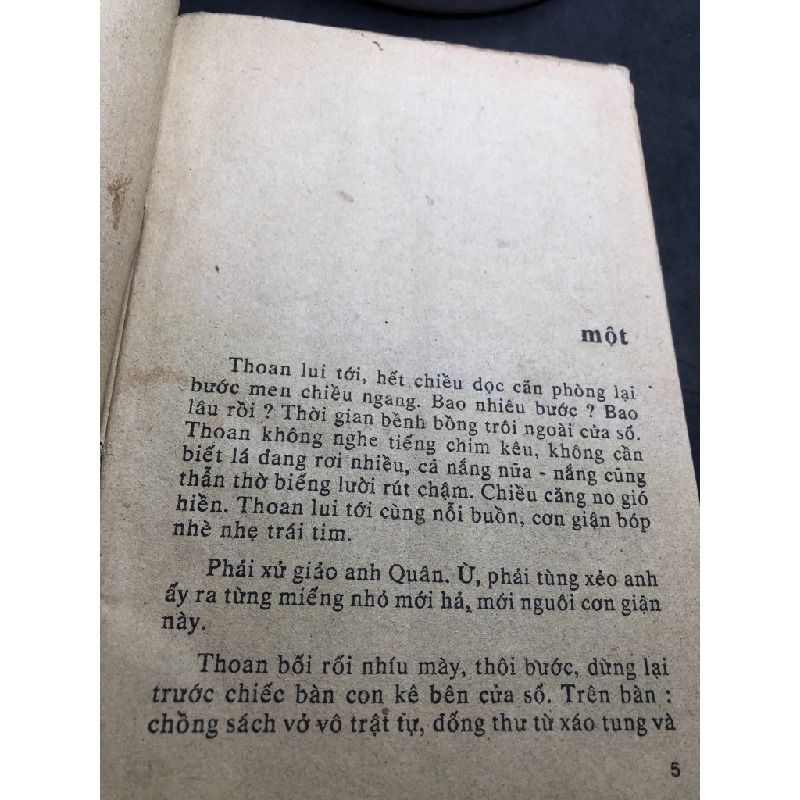 một
Thoan lui tới, hết chiều dọc căn phòng lại
bước men chiều ngang. Bao nhiêu bước ? Bao
lâu rồi ? Thời gian bềnh bồng trôi ngoài cửa sổ.
Thoan không nghe tiếng chim kêu, không cần
biết lá đang rơi nhiều, cả nắng nữa - nắng cũng
thẫn thờ biếng lười rút chậm. Chiều căng no gió
hiền. Thoan lui tới cùng nỗi buồn, cơn giận bóp
nhè nhẹ trái tim.
Phải xử giảo anh Quân. Ừ, phải tùng xẻo anh
ấy ra từng miếng nhỏ mới hả, mới nguôi cơn giận
này.
Thoan bối rối nhíu mày, thôi bước, dừng lại
trước chiếc bàn con kê bên cửa sổ. Trên bàn :
chồng sách vở vô trật tự, đống thư từ xáo tung và
5